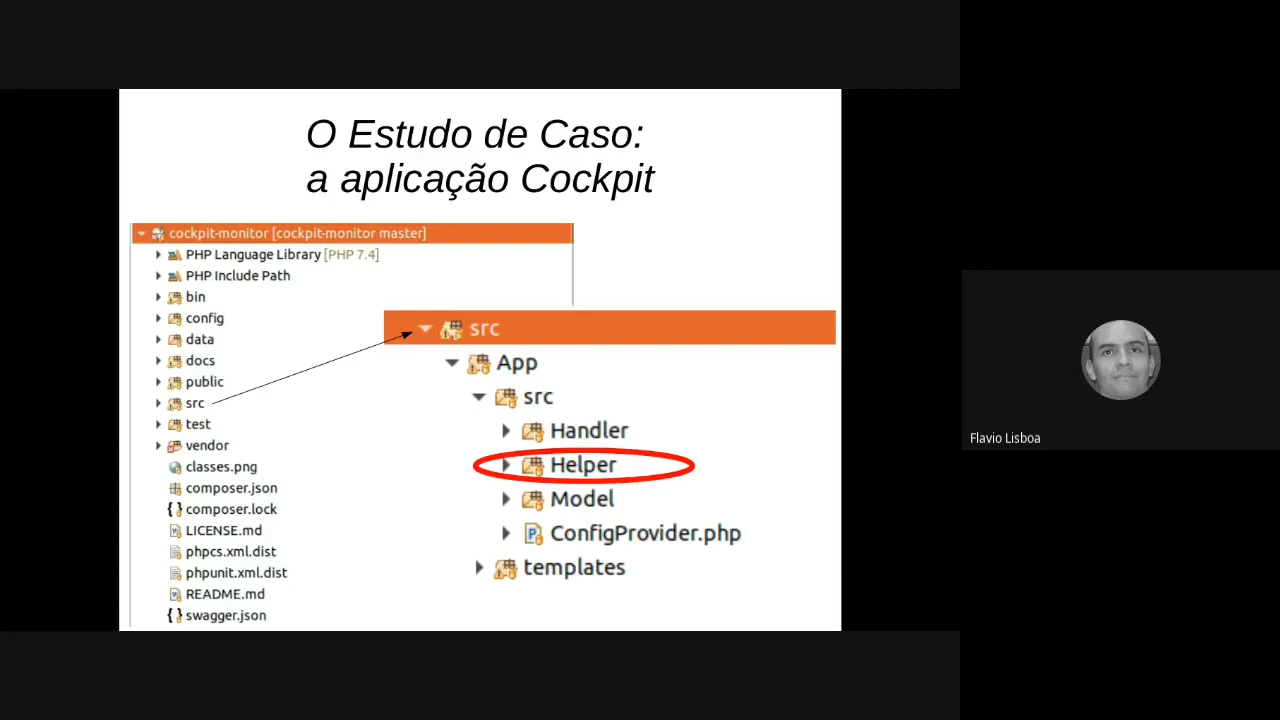 O Estudo de Caso:
a aplicação Cockpit
cockpit-monitor [cockpit-monitor master]
PHP Language Library [PHP 7.4]
PHP Include Path
bin
config
data
docs
public
src
test
vendor
classes.png
composer.json
composer.lock
LICENSE.md
phpcs.xml.dist
phpunit.xml.dist
README.md
swagger.json
src
App
src
Handler
Helper
Model
ConfigProvider.php
templates
Flavio Lisboa